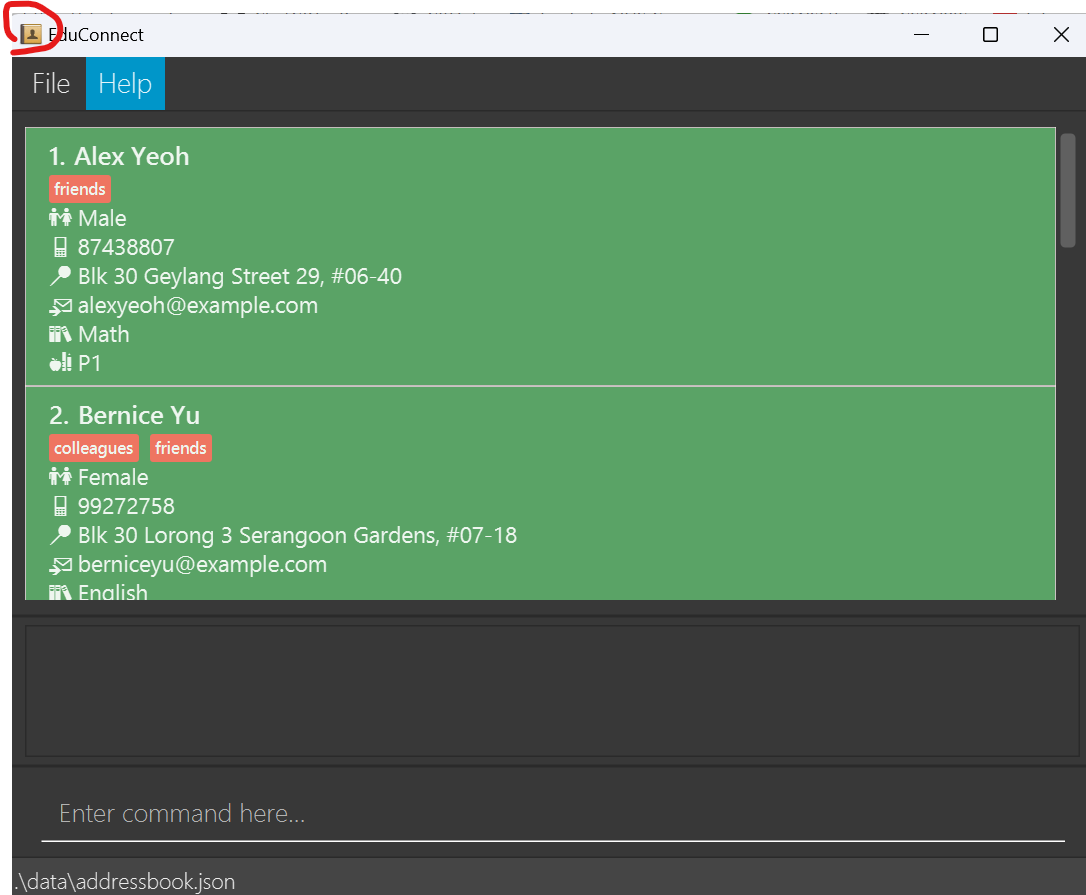 EduConnect
File Help
1. Alex Yeoh
friends
Male
87438807
Blk 30 Geylang Street 29, #06-40
alexyeoh@example.com
Math
P1
2. Bernice Yu
colleagues friends
Female
99272758
Blk 30 Lorong 3 Serangoon Gardens, #07-18
berniceyu@example.com
English
Enter command here...
.\data\addressbook.json